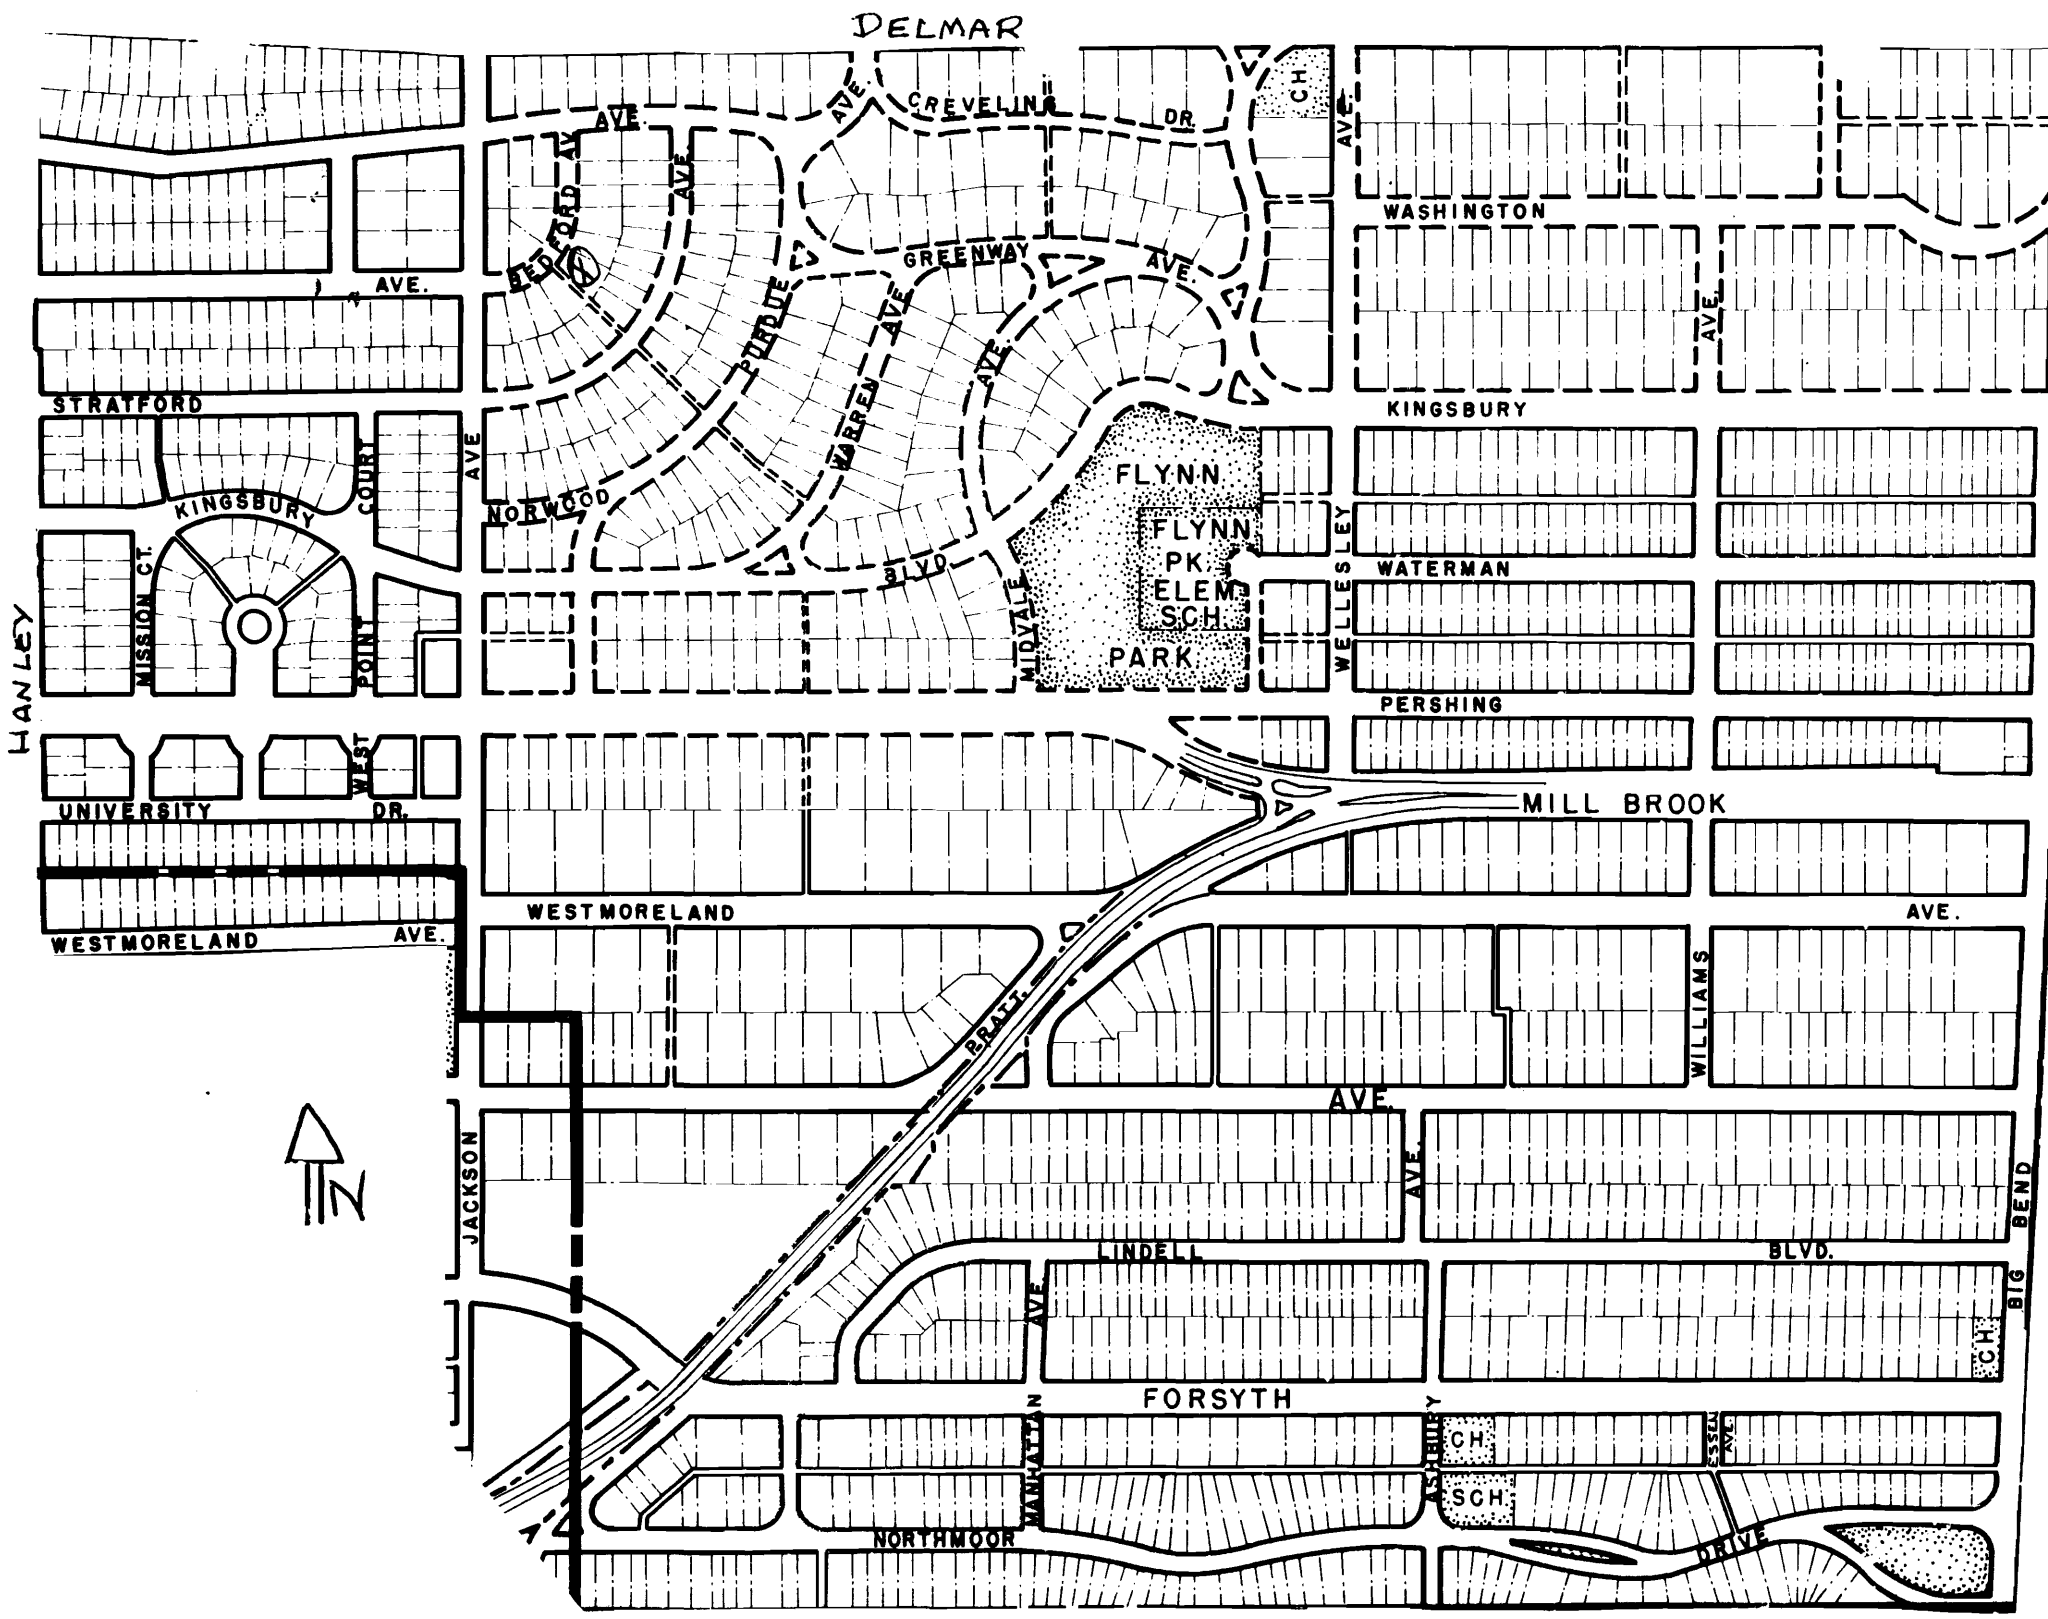 DELMAR
CH
AVE.
CREVELING
DR.
AVE.
AVE.
BEDFORD AV
AVE.
WASHINGTON
GREENWAY
AVE.
AVE.
PURDUE
AVE.
WARREN AVE.
AVE.
STRATFORD
KINGSBURY
COURT
AVE
KINGSBURY
NORWOOD
FLYNN
FLYNN
PK.
ELEM.
SCH.
PARK
WATERMAN
WELLESLEY
BLVD
MIDVALE
MISSION CT.
POINT
WEST
HANLEY
PERSHING
UNIVERSITY
DR.
MILL BROOK
WESTMORELAND
AVE.
WESTMORELAND
AVE.
P.R.A.T.T.
WILLIAMS
AVE.
N
JACKSON
AVE.
BIG BEND
LINDELL
BLVD.
BIG
AVE.
CH
FORSYTH
MANHATTAN
ASHBURY
CH.
ESSEX
AVE.
SCH.
NORTHMOOR
DRIVE